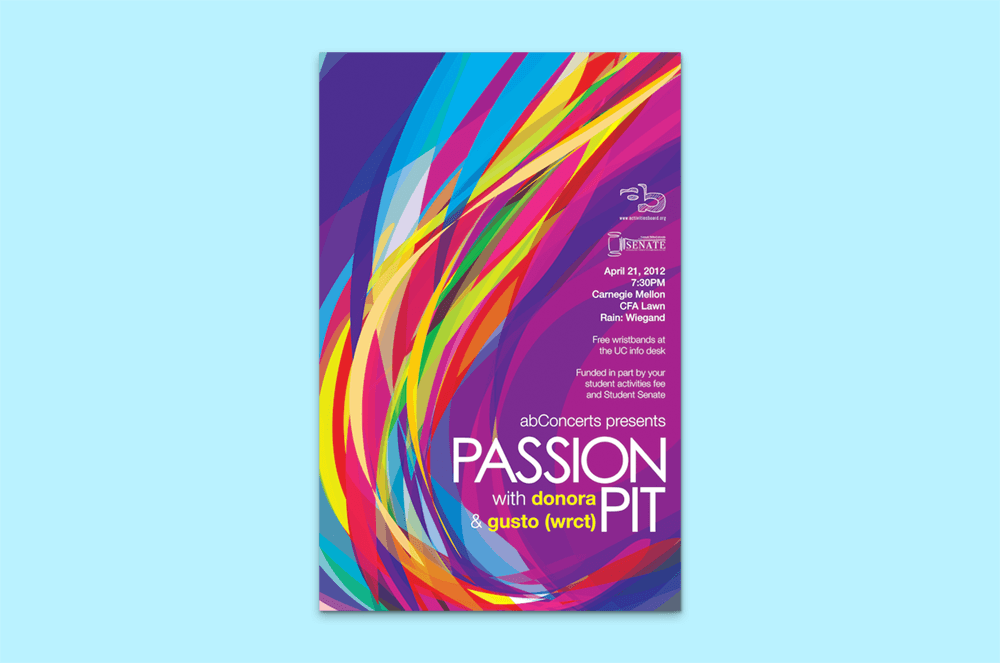 ab
www.activitiesboard.org
SENATE
April 21, 2012
7:30PM
Carnegie Mellon
CFA Lawn
Rain: Wiegand
Free wristbands at
the UC info desk
Funded in part by your
student activities fee
and Student Senate
abConcerts presents
PASSION
with donora
& gusto (wrct)
PIT